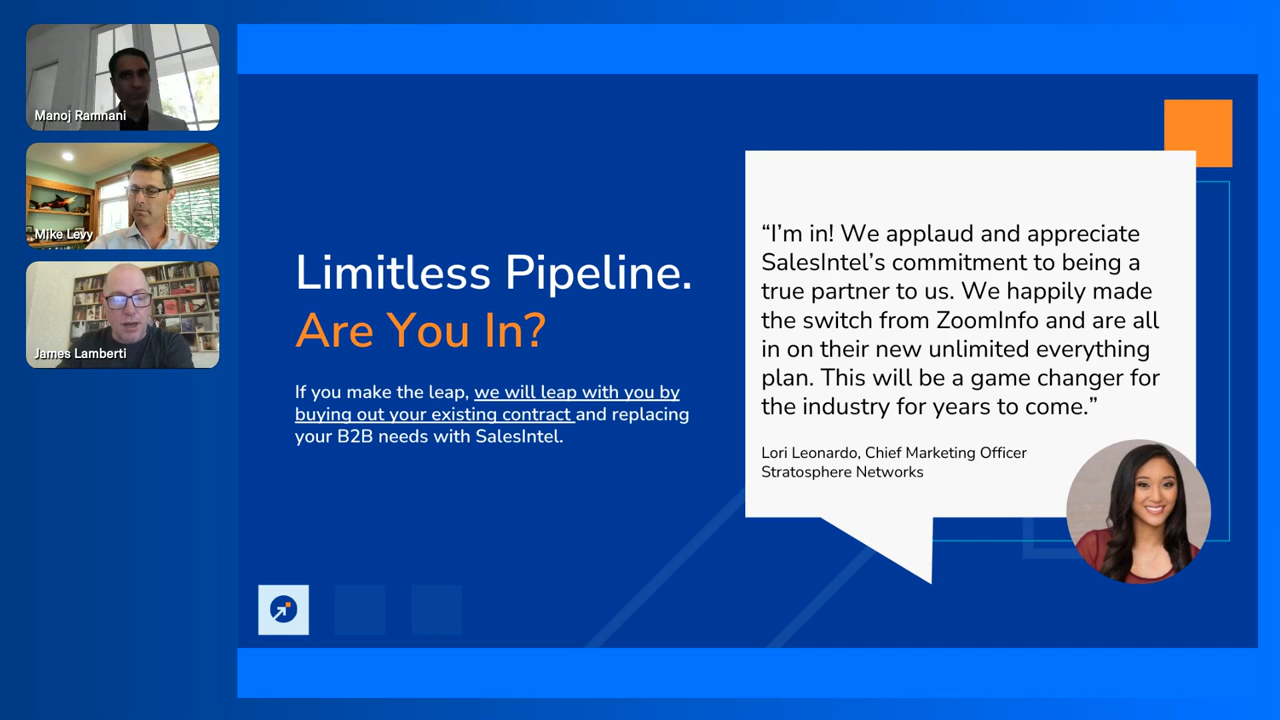 Manoj Ramnani
Mike Levy
James Lamberti
Limitless Pipeline.
Are You In?
If you make the leap, we will leap with you by
buying out your existing contract and replacing
your B2B needs with SalesIntel.
“I’m in! We applaud and appreciate
SalesIntel’s commitment to being a
true partner to us. We happily made
the switch from ZoomInfo and are all
in on their new unlimited everything
plan. This will be a game changer for
the industry for years to come.”
Lori Leonardo, Chief Marketing Officer
Stratosphere Networks